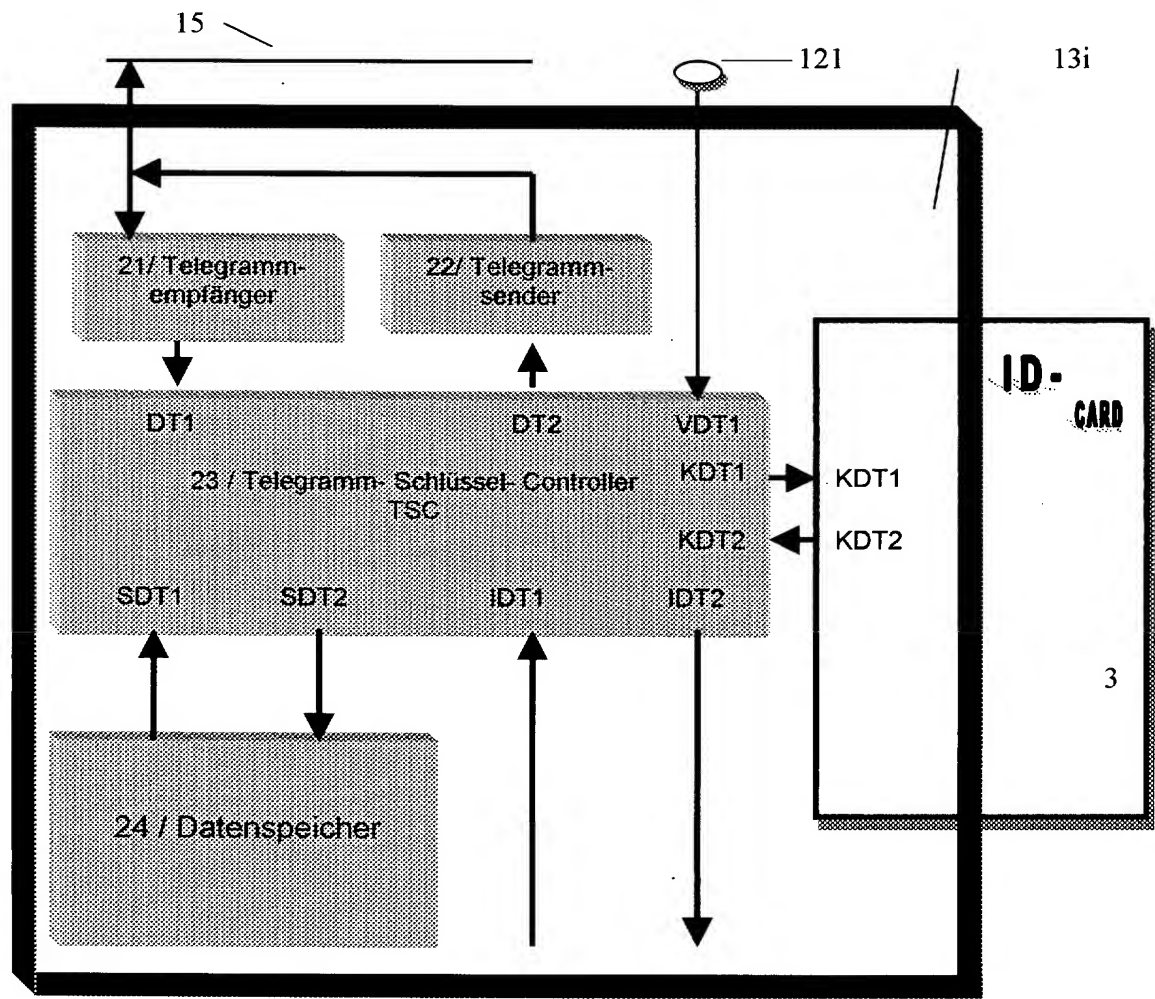 15
121
13i
21/ Telegramm-
empfänger
22/ Telegramm-
sender
ID-
CARD
DT1
DT2
VDT1
23 / Telegramm- Schlüssel- Controller
TSC
KDT1
KDT1
KDT2
KDT2
SDT1
SDT2
IDT1
IDT2
3
24 / Datenspeicher